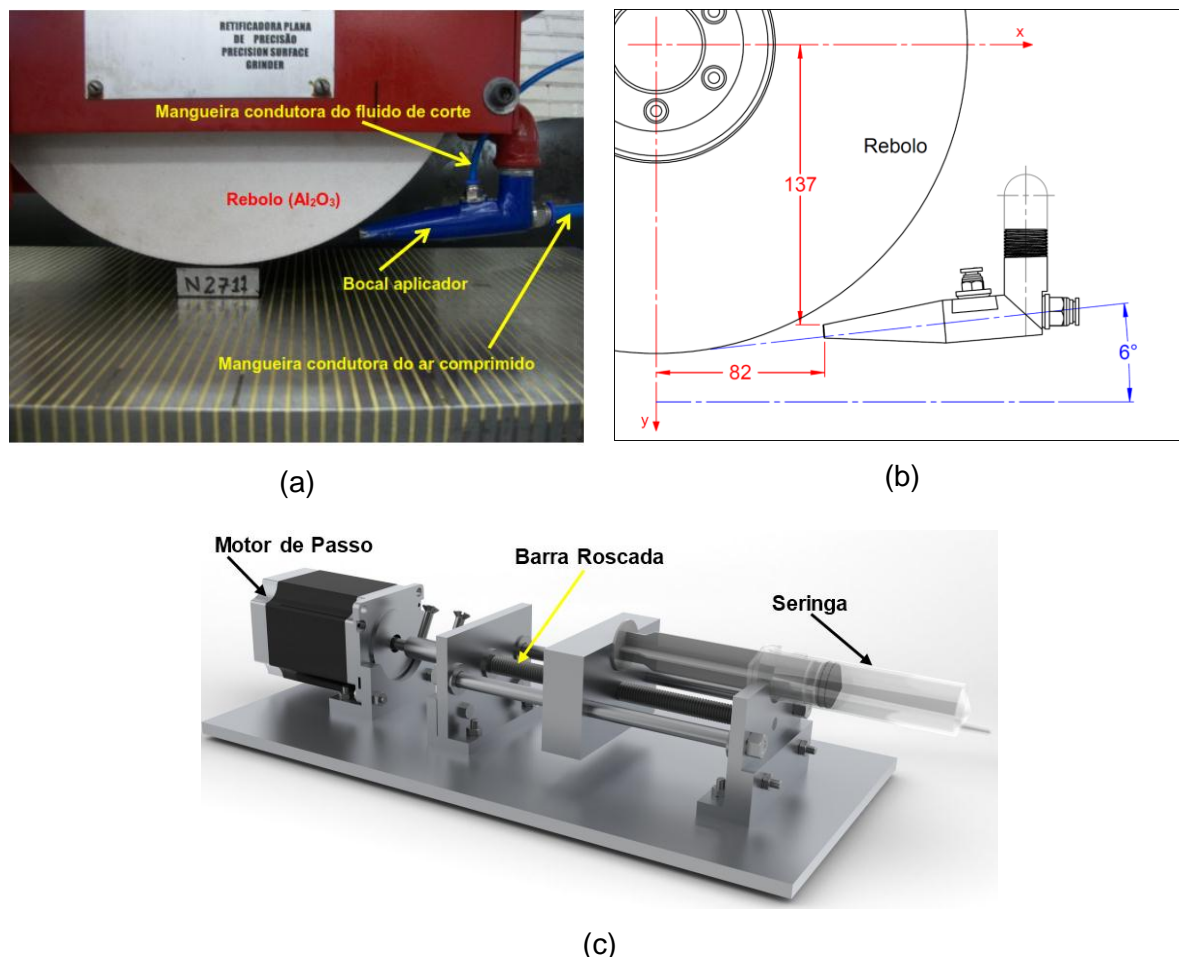 RETIFICADORA PLANA
DE PRECISÃO
PRECISION SURFACE
GRINDER
Mangueira condutora do fluido de corte
Rebolo (Al₂O₃)
Bocal aplicador
N2711
Mangueira condutora do ar comprimido
(a)
x
Rebolo
137
82
6°
y
(b)
Motor de Passo
Barra Roscada
Seringa
(c)